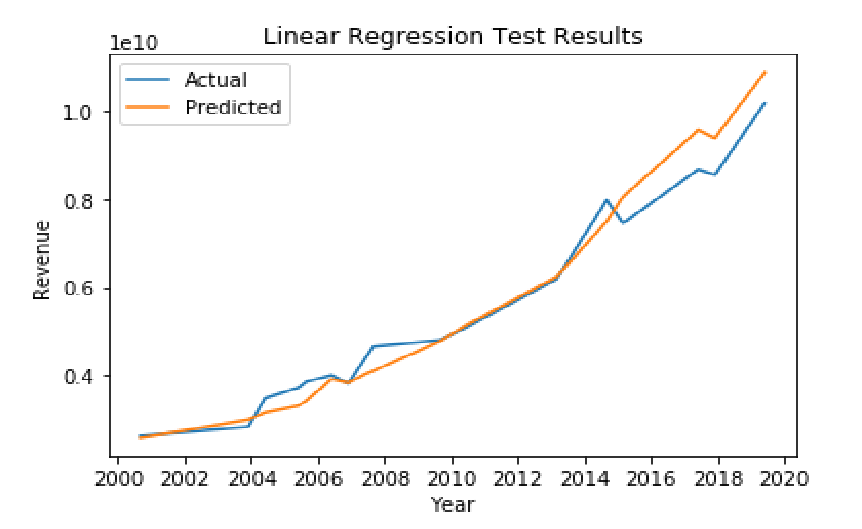 Linear Regression Test Results
1e10
Actual
Predicted
1.0
0.8
0.6
0.4
Revenue
2000 2002 2004 2006 2008 2010 2012 2014 2016 2018 2020
Year